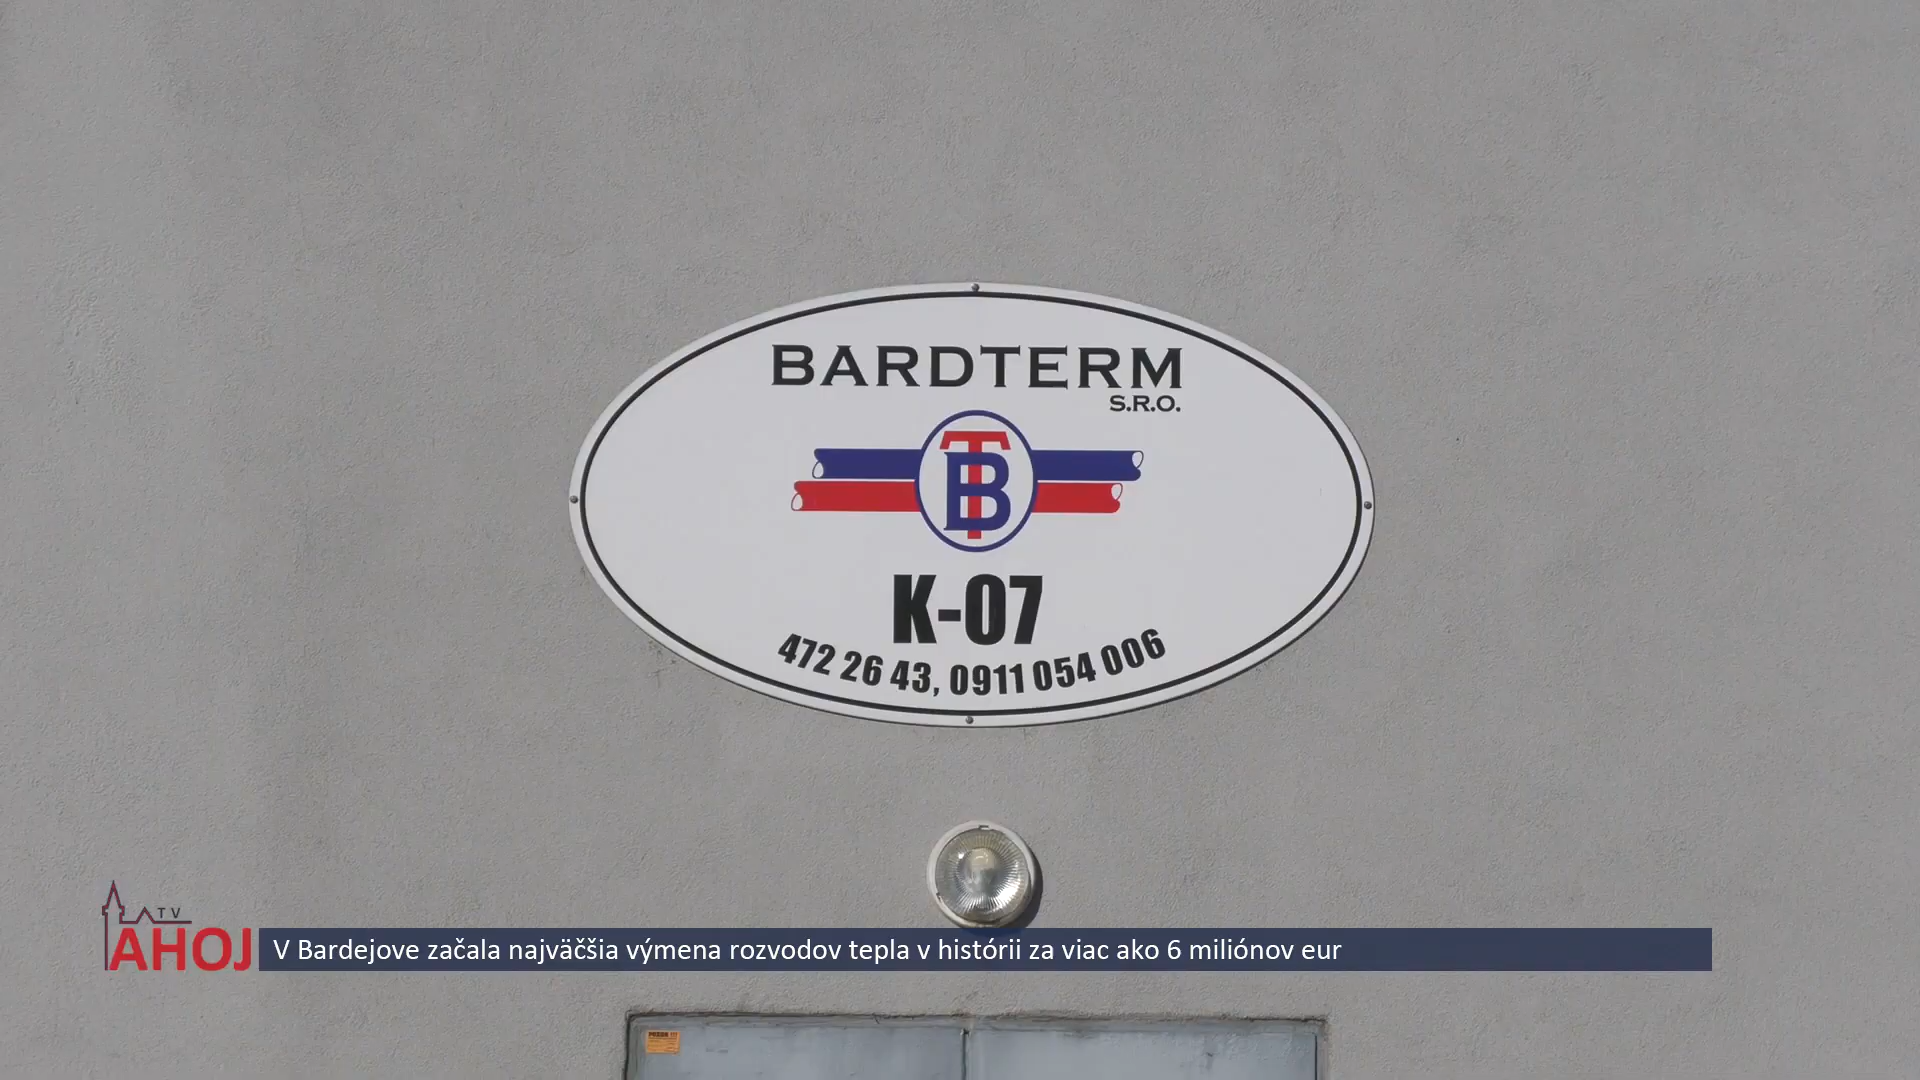 BARDTERM
S.R.O.
TB
K-07
472 26 43, 0911 054 006
TV
AHOJ
V Bardejove začala najväčšia výmena rozvodov tepla v histórii za viac ako 6 miliónov eur